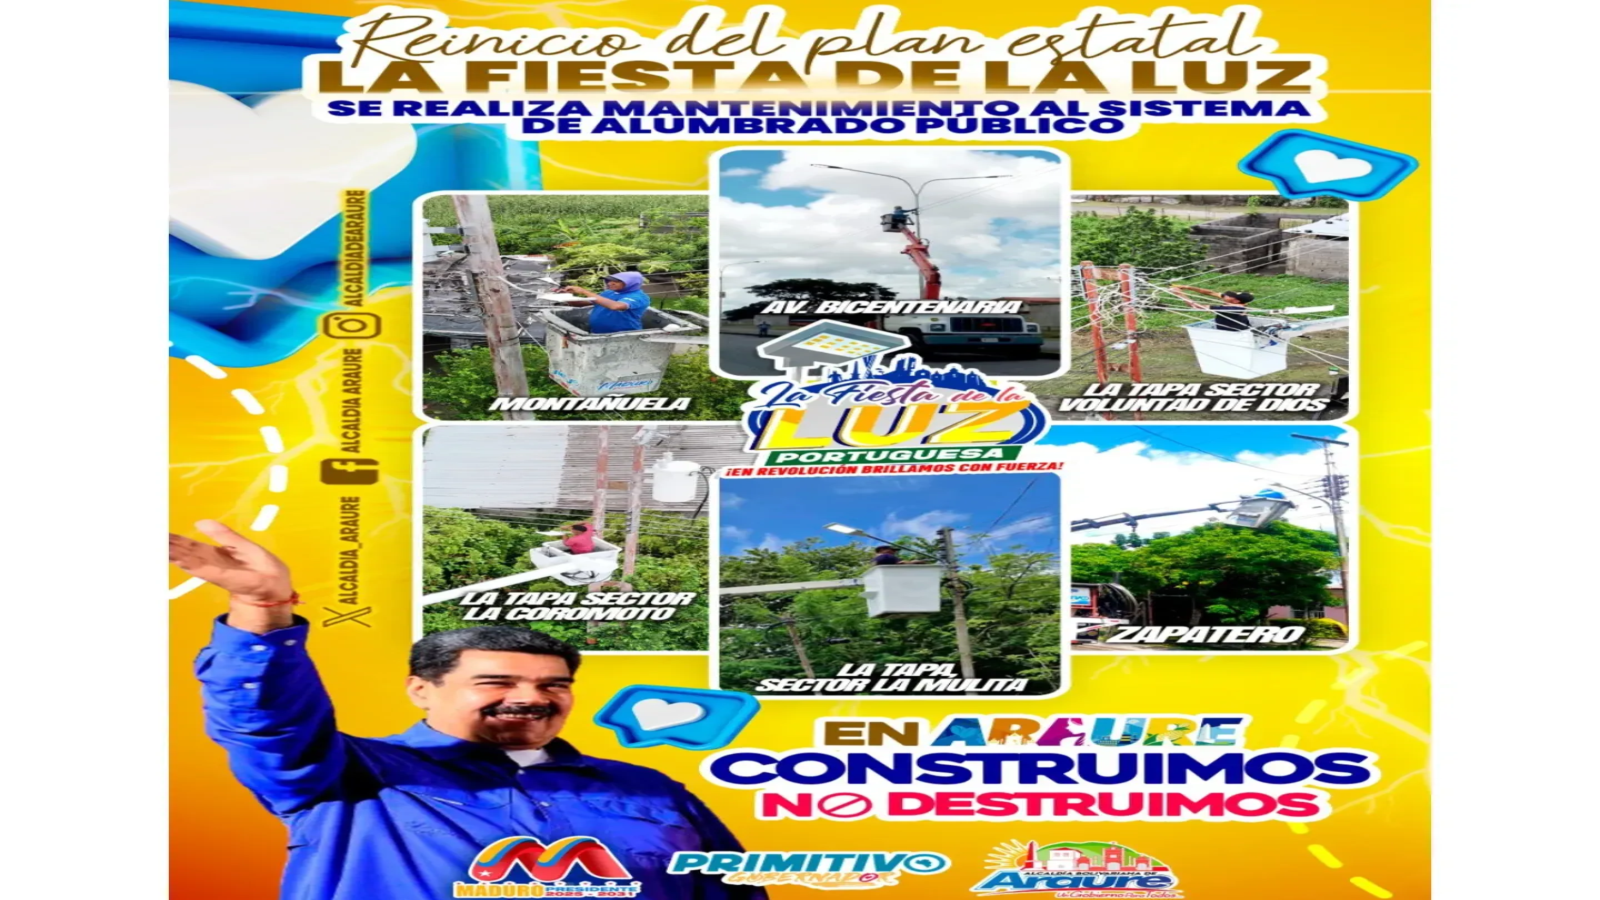 Reinicio del plan estatal
LA FIESTA DE LA LUZ
SE REALIZA MANTENIMIENTO AL SISTEMA
DE ALUMBRADO PÚBLICO
ALCALDIADEARAURE
ALCALDIA ARAURE
ALCALDIA_ARAURE
MONTAÑUELA
AV. BICENTENARIA
LA TAPA SECTOR
VOLUNTAD DE DIOS
La Fiesta de la
LUZ
PORTUGUESA
¡EN REVOLUCIÓN BRILLAMOS CON FUERZA!
LA TAPA SECTOR
LA COROMOTO
LA TAPA,
SECTOR LA MULITA
ZAPATERO
EN ARAURE
CONSTRUIMOS
NO DESTRUIMOS
MADURO PRESIDENTE
2025 - 2031
PRIMITIVO
GOBERNADOR
ALCALDÍA BOLIVARIANA DE
Araure